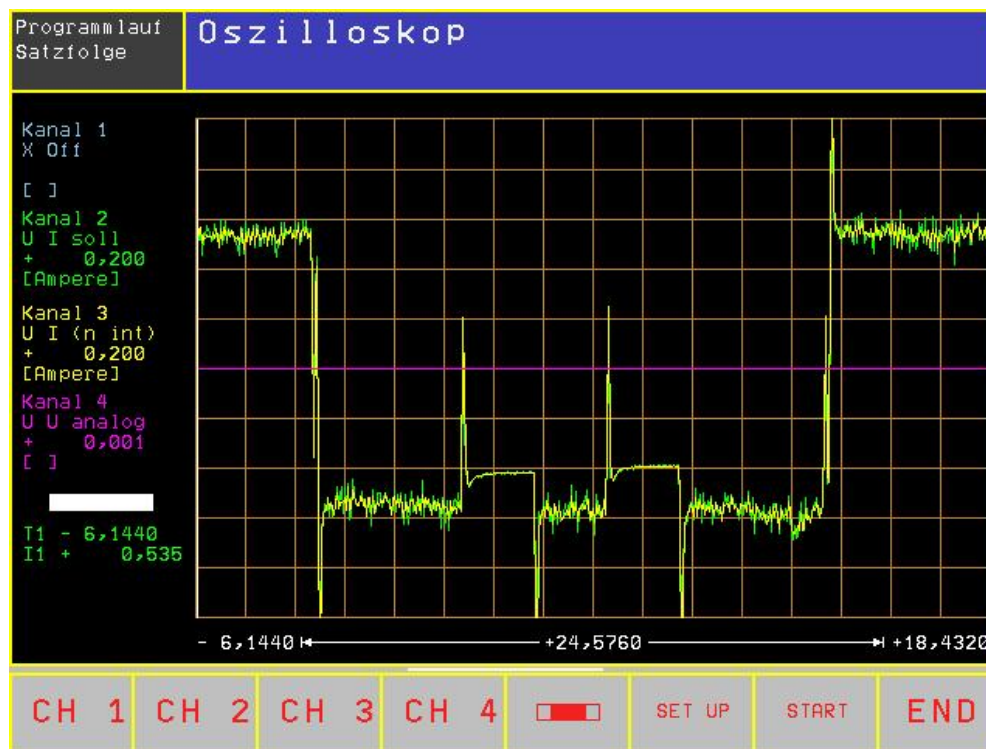 Programmlauf
Satzfolge
Oszilloskop
Kanal 1
X Off
[ ]
Kanal 2
U I soll
+ 0,200
[Ampere]
Kanal 3
U I (n int)
+ 0,200
[Ampere]
Kanal 4
U U analog
+ 0,001
[ ]
T1 - 6,1440
I1 + 0,535
- 6,1440 +24,5760 +18,4320
CH 1 CH 2 CH 3 CH 4 SET UP START END